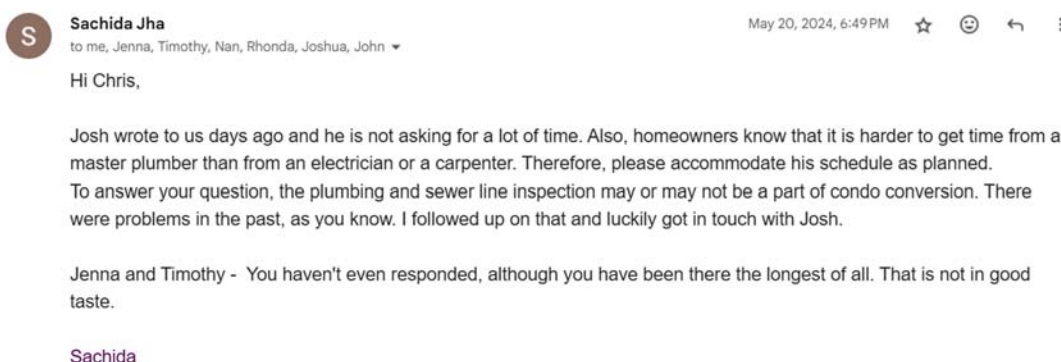 S
Sachida Jha
May 20, 2024, 6:49 PM
to me, Jenna, Timothy, Nan, Rhonda, Joshua, John
Hi Chris,
Josh wrote to us days ago and he is not asking for a lot of time. Also, homeowners know that it is harder to get time from a
master plumber than from an electrician or a carpenter. Therefore, please accommodate his schedule as planned.
To answer your question, the plumbing and sewer line inspection may or may not be a part of condo conversion. There
were problems in the past, as you know. I followed up on that and luckily got in touch with Josh.
Jenna and Timothy - You haven't even responded, although you have been there the longest of all. That is not in good
taste.
Sachida